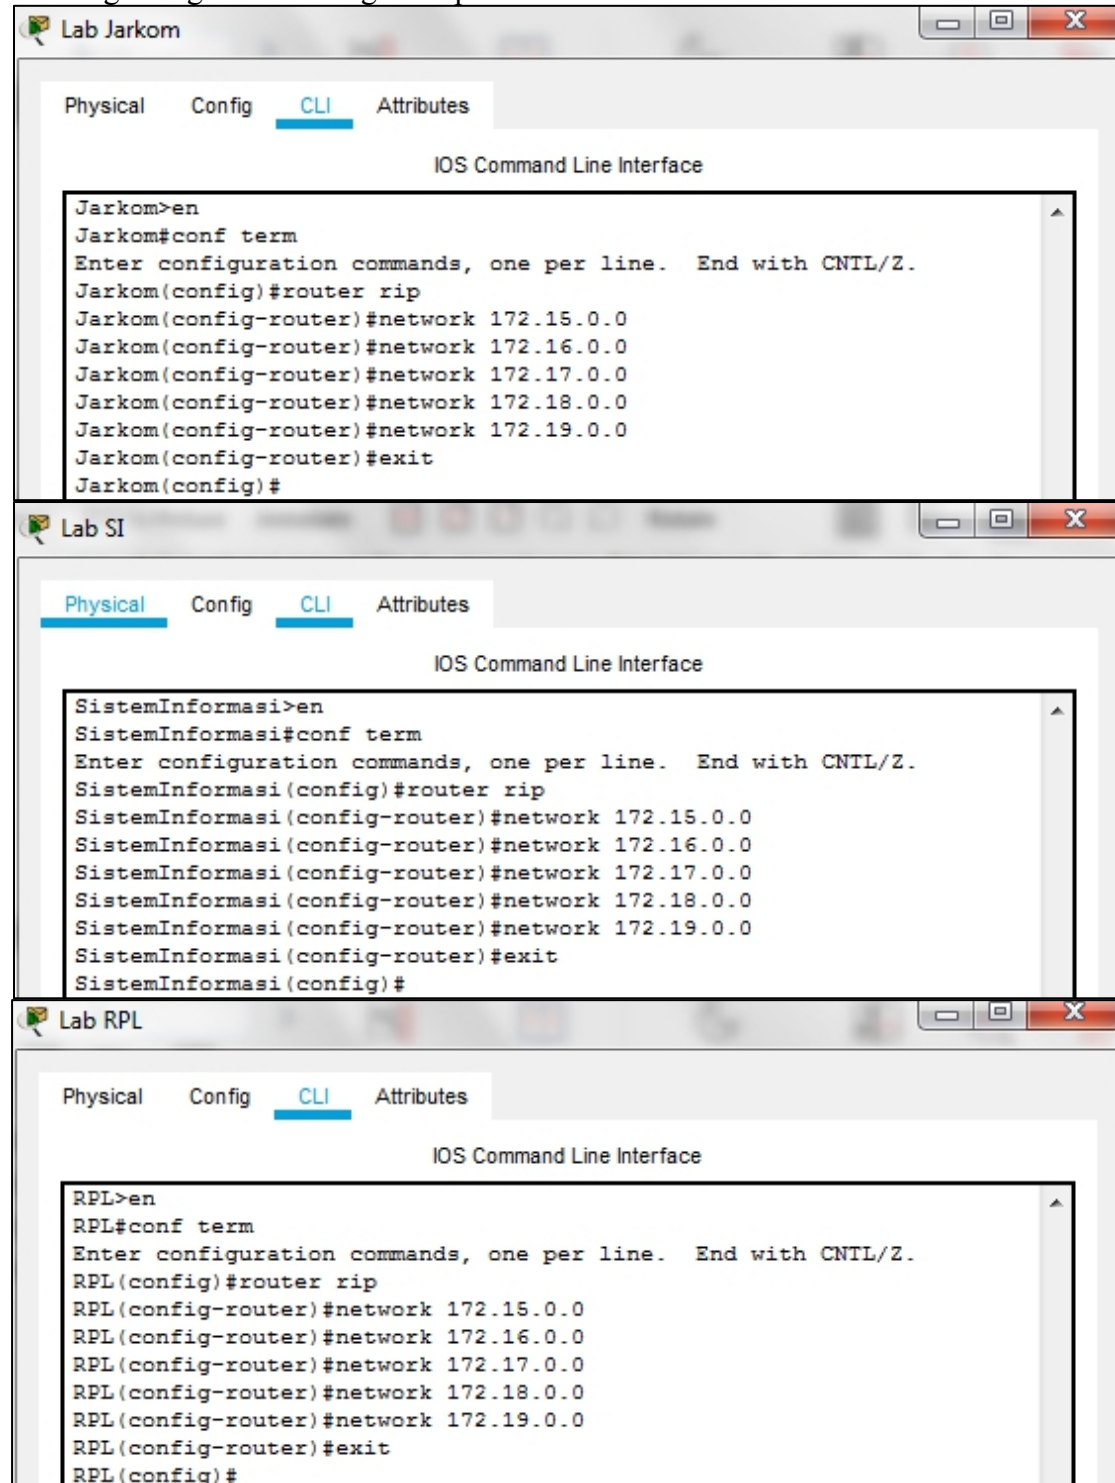 Lab Jarkom
Physical Config CLI Attributes
IOS Command Line Interface
Jarkom>en
Jarkom#conf term
Enter configuration commands, one per line. End with CNTL/Z.
Jarkom(config)#router rip
Jarkom(config-router)#network 172.15.0.0
Jarkom(config-router)#network 172.16.0.0
Jarkom(config-router)#network 172.17.0.0
Jarkom(config-router)#network 172.18.0.0
Jarkom(config-router)#network 172.19.0.0
Jarkom(config-router)#exit
Jarkom(config)#
Lab SI
Physical Config CLI Attributes
IOS Command Line Interface
SistemInformasi>en
SistemInformasi#conf term
Enter configuration commands, one per line. End with CNTL/Z.
SistemInformasi(config)#router rip
SistemInformasi(config-router)#network 172.15.0.0
SistemInformasi(config-router)#network 172.16.0.0
SistemInformasi(config-router)#network 172.17.0.0
SistemInformasi(config-router)#network 172.18.0.0
SistemInformasi(config-router)#network 172.19.0.0
SistemInformasi(config-router)#exit
SistemInformasi(config)#
Lab RPL
Physical Config CLI Attributes
IOS Command Line Interface
RPL>en
RPL#conf term
Enter configuration commands, one per line. End with CNTL/Z.
RPL(config)#router rip
RPL(config-router)#network 172.15.0.0
RPL(config-router)#network 172.16.0.0
RPL(config-router)#network 172.17.0.0
RPL(config-router)#network 172.18.0.0
RPL(config-router)#network 172.19.0.0
RPL(config-router)#exit
RPL(config)#